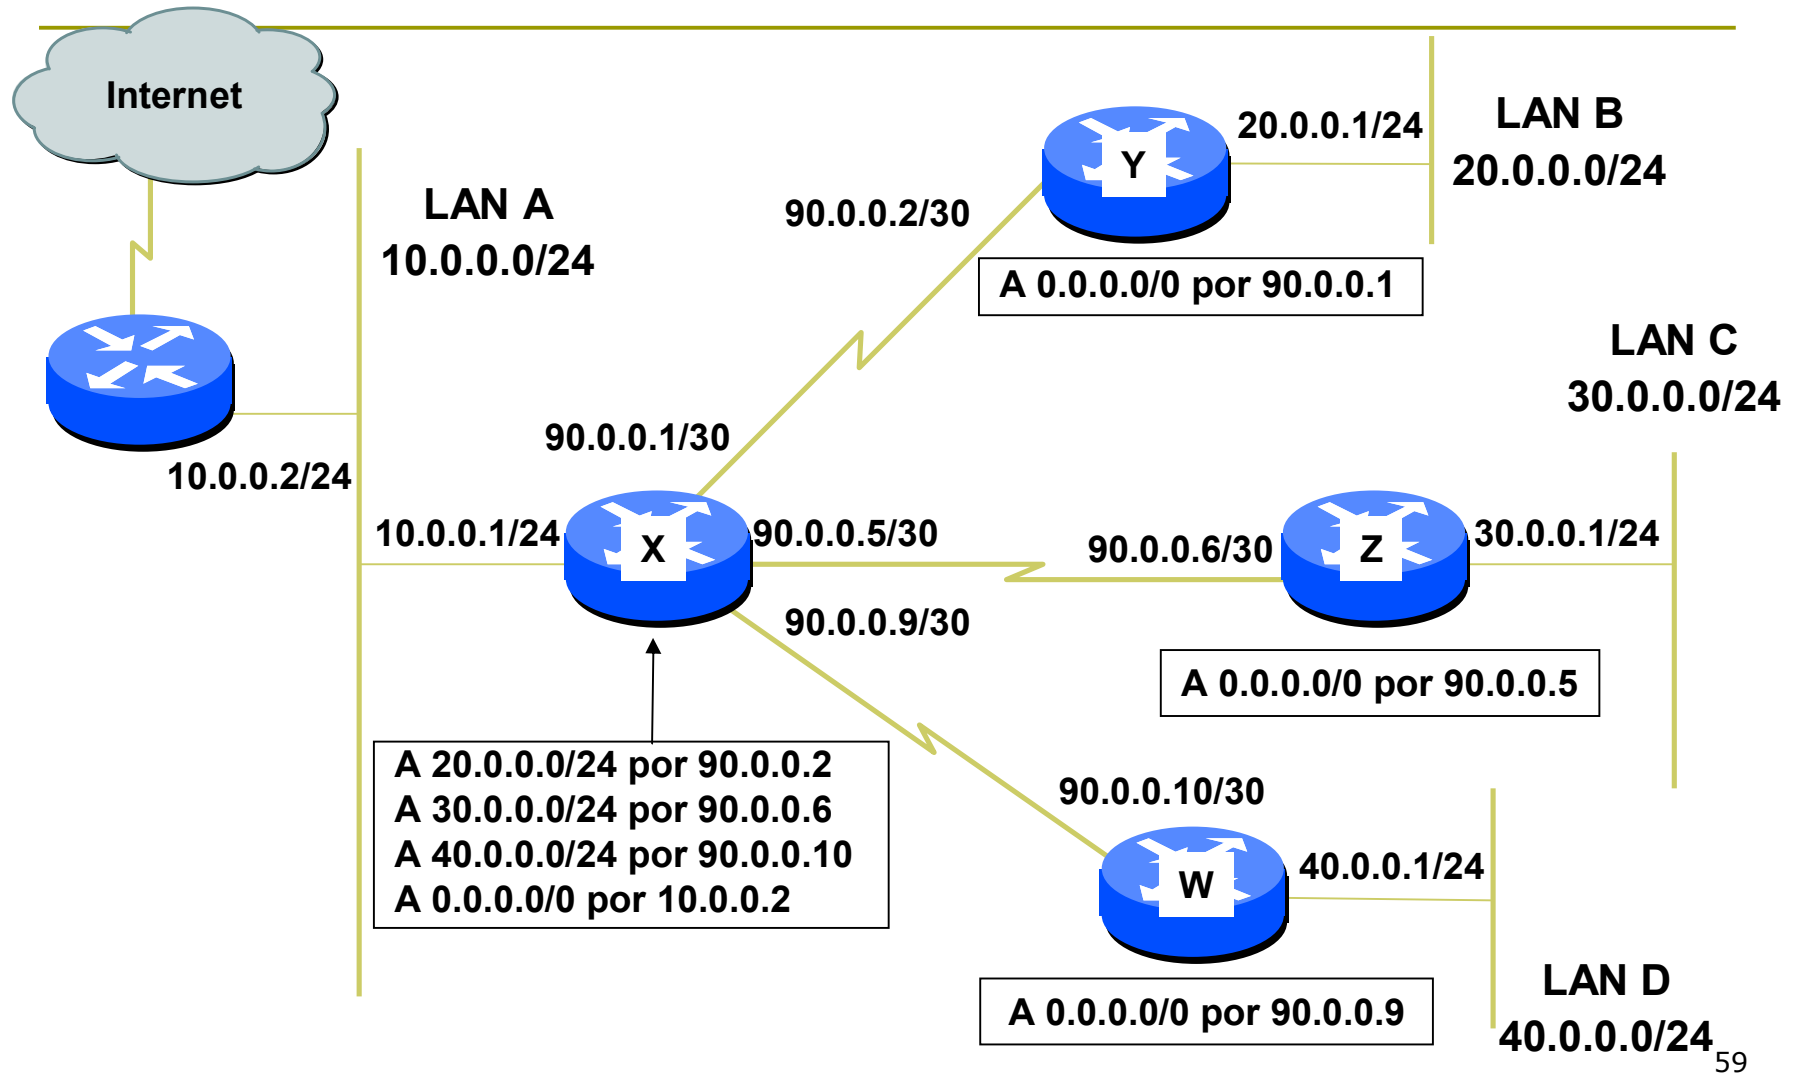 Internet
LAN A
10.0.0.0/24
10.0.0.2/24
10.0.0.1/24
X
90.0.0.1/30
90.0.0.2/30
Y
20.0.0.1/24
LAN B
20.0.0.0/24
A 0.0.0.0/0 por 90.0.0.1
LAN C
30.0.0.0/24
90.0.0.5/30
90.0.0.6/30
Z
30.0.0.1/24
A 0.0.0.0/0 por 90.0.0.5
90.0.0.9/30
A 20.0.0.0/24 por 90.0.0.2
A 30.0.0.0/24 por 90.0.0.6
A 40.0.0.0/24 por 90.0.0.10
A 0.0.0.0/0 por 10.0.0.2
90.0.0.10/30
W
40.0.0.1/24
A 0.0.0.0/0 por 90.0.0.9
LAN D
40.0.0.0/24
59